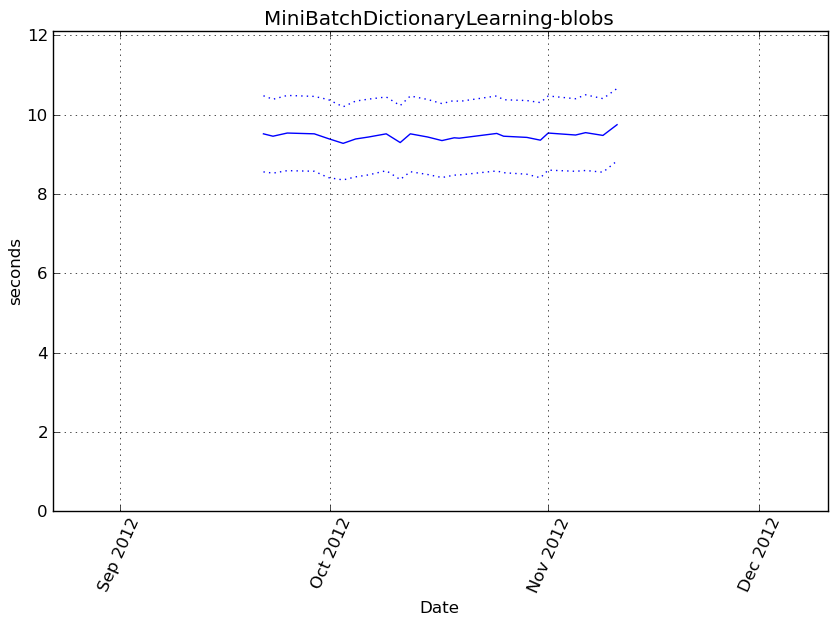 MiniBatchDictionaryLearning-blobs
12
10
8
6
4
2
0
seconds
Sep 2012
Oct 2012
Nov 2012
Dec 2012
Date